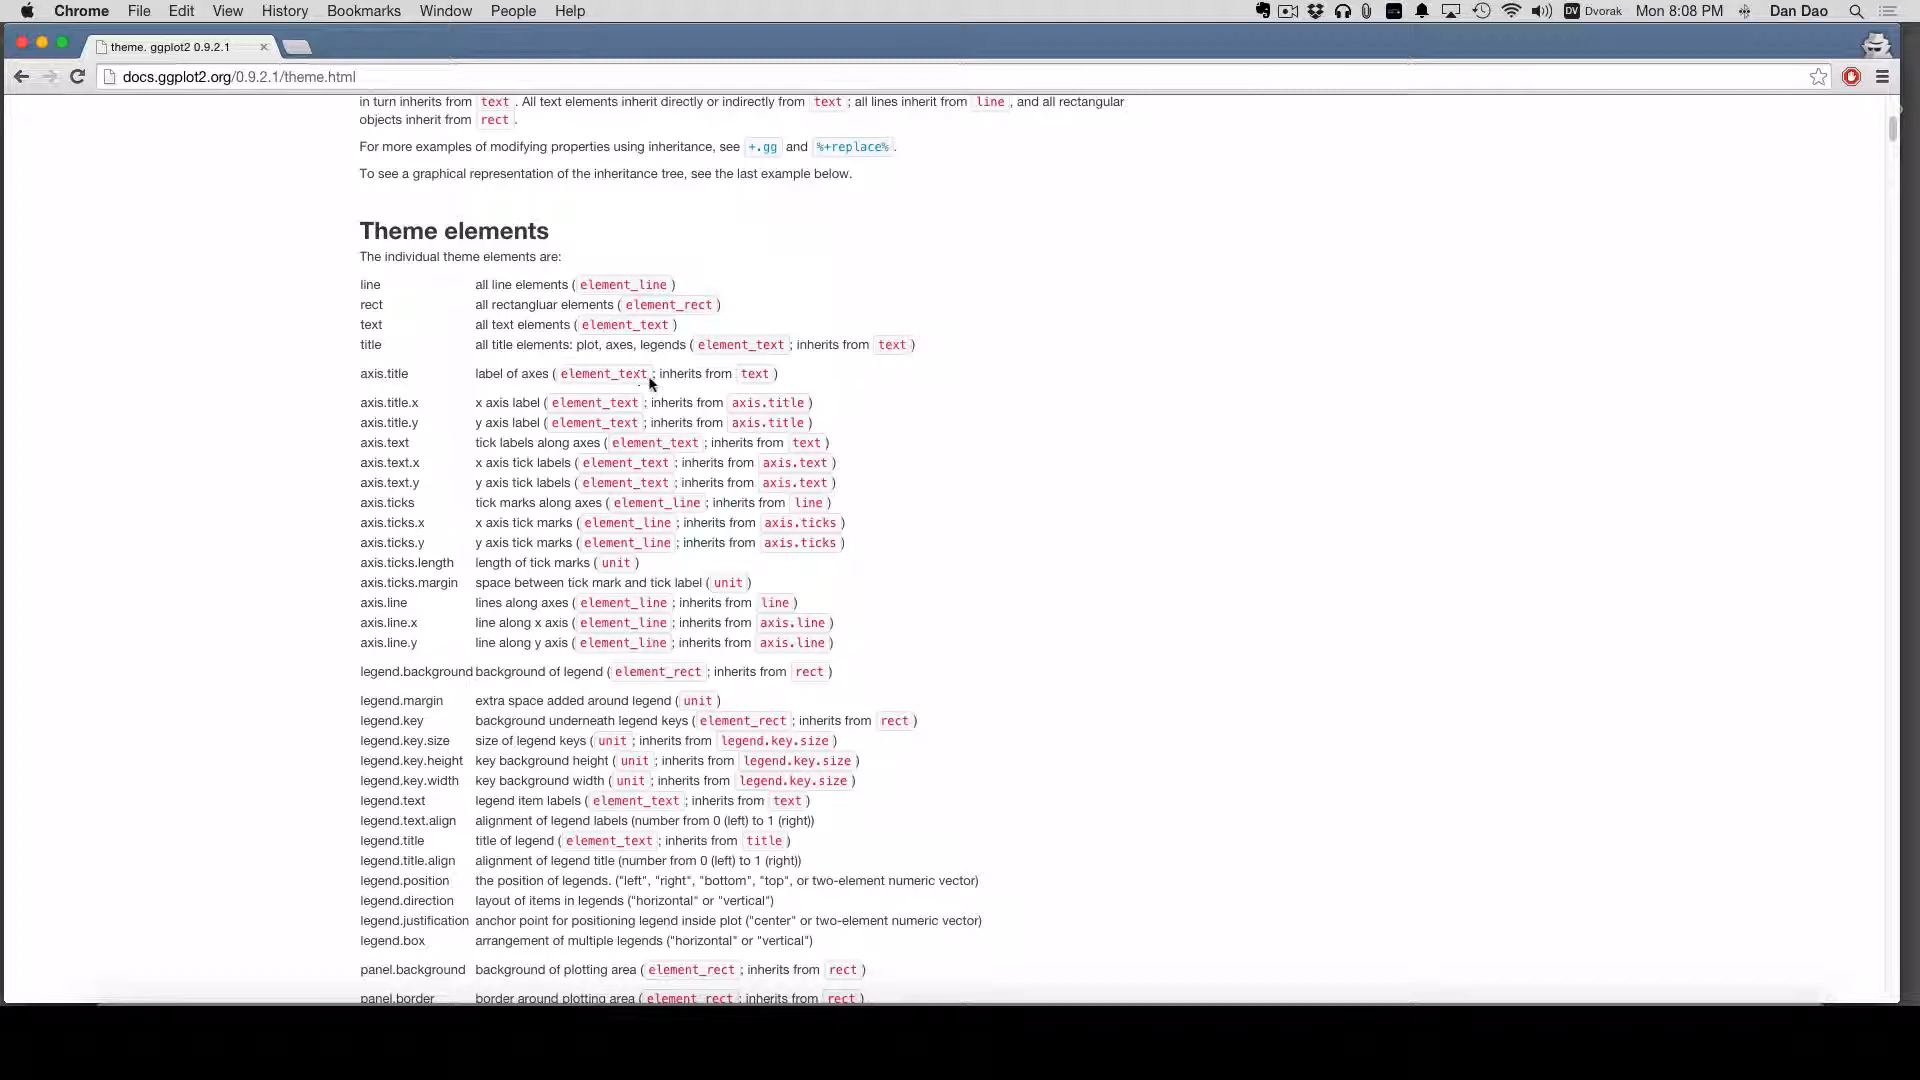 Chrome File Edit View History Bookmarks Window People Help DV Dvorak Mon 8:08 PM Dan Dao
theme. ggplot2 0.9.2.1
docs.ggplot2.org/0.9.2.1/theme.html
in turn inherits from text . All text elements inherit directly or indirectly from text ; all lines inherit from line , and all rectangular
objects inherit from rect .
For more examples of modifying properties using inheritance, see +.gg and %+replace% .
To see a graphical representation of the inheritance tree, see the last example below.
Theme elements
The individual theme elements are:
line all line elements ( element_line )
rect all rectangluar elements ( element_rect )
text all text elements ( element_text )
title all title elements: plot, axes, legends ( element_text ; inherits from text )
axis.title label of axes ( element_text ; inherits from text )
axis.title.x x axis label ( element_text ; inherits from axis.title )
axis.title.y y axis label ( element_text ; inherits from axis.title )
axis.text tick labels along axes ( element_text ; inherits from text )
axis.text.x x axis tick labels ( element_text ; inherits from axis.text )
axis.text.y y axis tick labels ( element_text ; inherits from axis.text )
axis.ticks tick marks along axes ( element_line ; inherits from line )
axis.ticks.x x axis tick marks ( element_line ; inherits from axis.ticks )
axis.ticks.y y axis tick marks ( element_line ; inherits from axis.ticks )
axis.ticks.length length of tick marks ( unit )
axis.ticks.margin space between tick mark and tick label ( unit )
axis.line lines along axes ( element_line ; inherits from line )
axis.line.x line along x axis ( element_line ; inherits from axis.line )
axis.line.y line along y axis ( element_line ; inherits from axis.line )
legend.background background of legend ( element_rect ; inherits from rect )
legend.margin extra space added around legend ( unit )
legend.key background underneath legend keys ( element_rect ; inherits from rect )
legend.key.size size of legend keys ( unit ; inherits from legend.key.size )
legend.key.height key background height ( unit ; inherits from legend.key.size )
legend.key.width key background width ( unit ; inherits from legend.key.size )
legend.text legend item labels ( element_text ; inherits from text )
legend.text.align alignment of legend labels (number from 0 (left) to 1 (right))
legend.title title of legend ( element_text ; inherits from title )
legend.title.align alignment of legend title (number from 0 (left) to 1 (right))
legend.position the position of legends. ("left", "right", "bottom", "top", or two-element numeric vector)
legend.direction layout of items in legends ("horizontal" or "vertical")
legend.justification anchor point for positioning legend inside plot ("center" or two-element numeric vector)
legend.box arrangement of multiple legends ("horizontal" or "vertical")
panel.background background of plotting area ( element_rect ; inherits from rect )
panel.border border around plotting area ( element_rect ; inherits from rect )